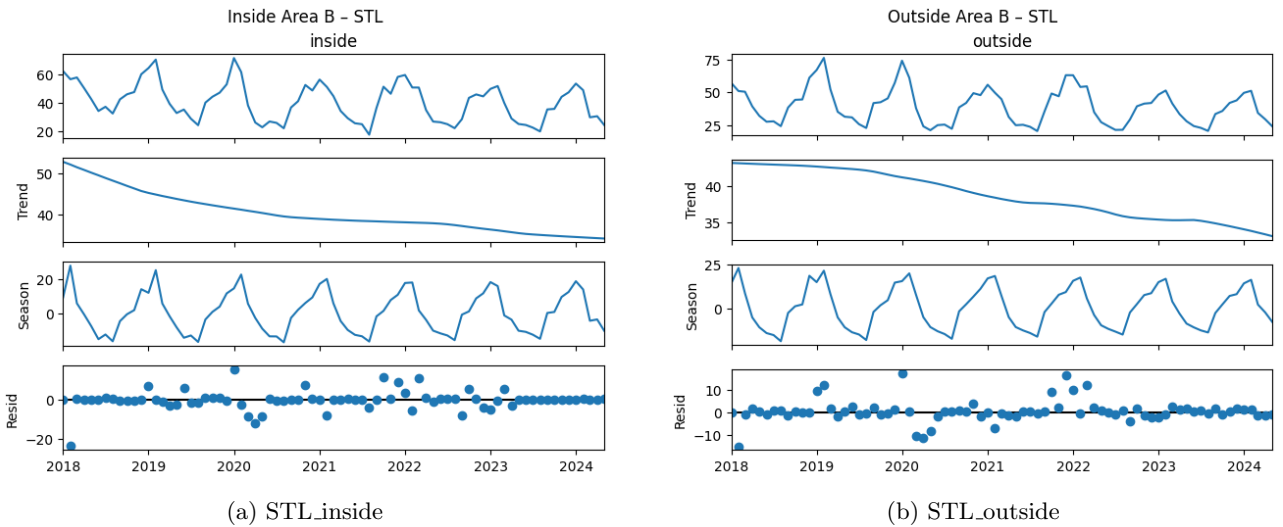 Inside Area B – STL
inside
60
40
20
Trend
50
40
Season
20
0
Resid
0
−20
2018 2019 2020 2021 2022 2023 2024
(a) STL_inside
Outside Area B – STL
outside
75
50
25
Trend
40
35
Season
25
0
Resid
10
0
−10
2018 2019 2020 2021 2022 2023 2024
(b) STL_outside